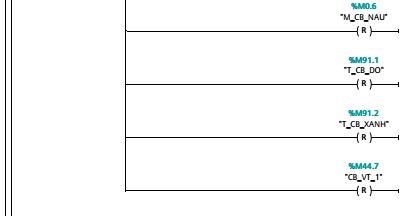 %M0.6
"M_CB_NAU"
( R )
%M91.1
"T_CB_DO"
( R )
%M91.2
"T_CB_XANH"
( R )
%M44.7
"CB_VT_1"
( R )